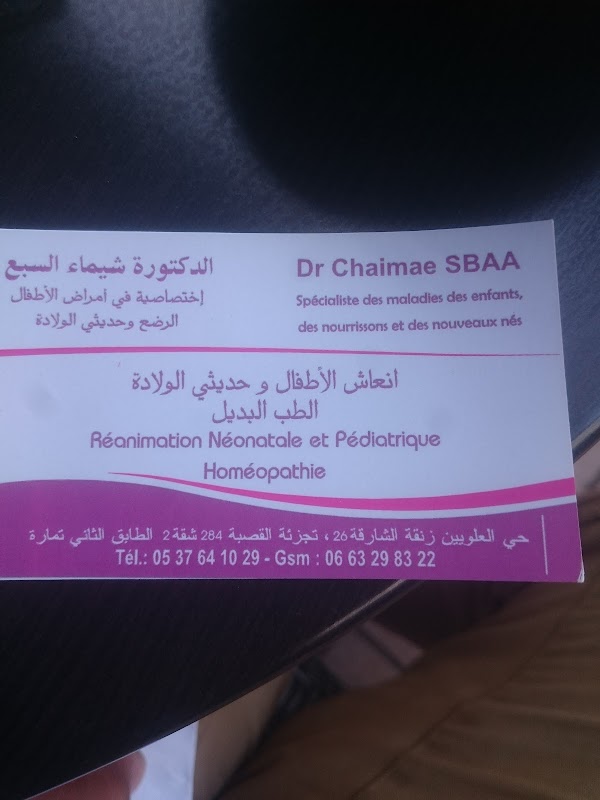 الدكتورة شيماء السبع
إختصاصية في أمراض الأطفال
الرضع وحديثي الولادة
Dr Chaimae SBAA
Spécialiste des maladies des enfants,
des nourrissons et des nouveaux nés
انعاش الأطفال و حديثي الولادة
الطب البديل
Réanimation Néonatale et Pédiatrique
Homéopathie
حي العلويين زنقة الشارقة 26 ، تجزئة القصبة 284 شقة 2 الطابق الثاني تمارة
Tél.: 05 37 64 10 29 - Gsm : 06 63 29 83 22